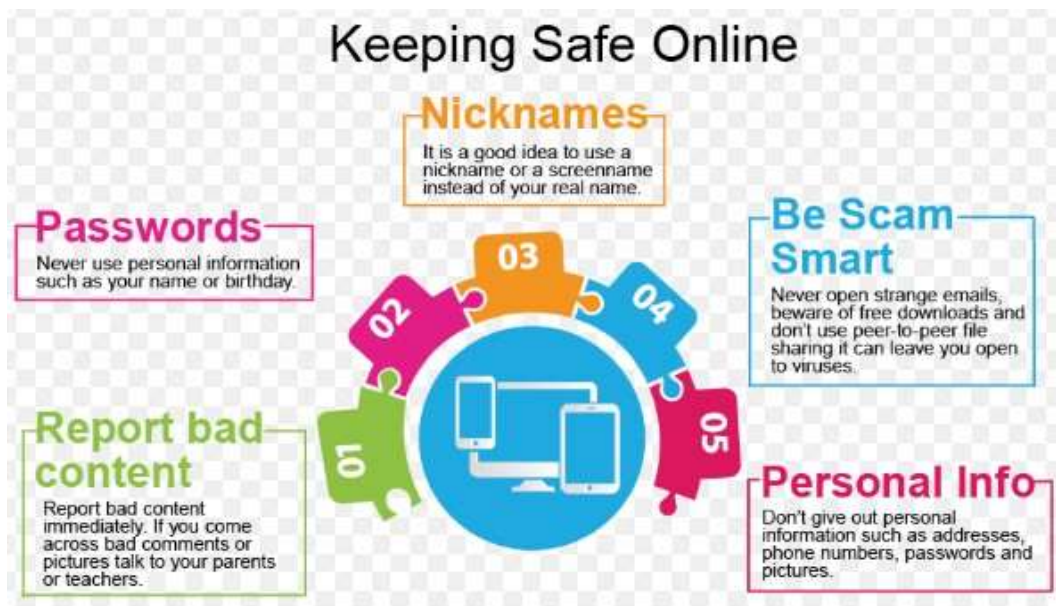 Keeping Safe Online
Nicknames
It is a good idea to use a
nickname or a screenname
instead of your real name.
Passwords
Never use personal information
such as your name or birthday.
Be Scam
Smart
Never open strange emails,
beware of free downloads and
don't use peer-to-peer file
sharing it can leave you open
to viruses.
03
02
04
01
05
Report bad
content
Report bad content
immediately. If you come
across bad comments or
pictures talk to your parents
or teachers.
Personal Info
Don't give out personal
information such as addresses,
phone numbers, passwords and
pictures.